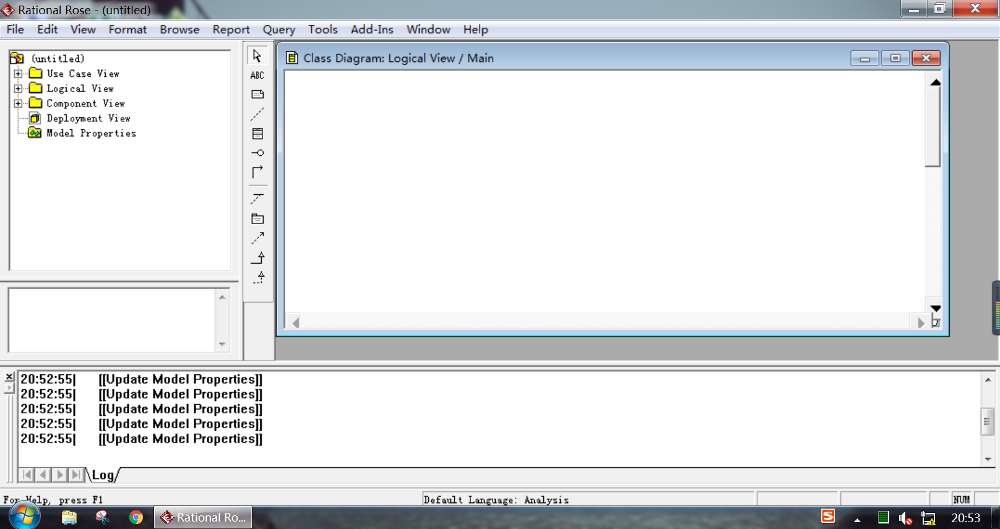 Rational Rose - (untitled)
File Edit View Format Browse Report Query Tools Add-Ins Window Help
(untitled)
Use Case View
Logical View
Component View
Deployment View
Model Properties
ABC
Class Diagram: Logical View / Main
20:52:55| [[Update Model Properties]]
20:52:55| [[Update Model Properties]]
20:52:55| [[Update Model Properties]]
20:52:55| [[Update Model Properties]]
20:52:55| [[Update Model Properties]]
Log
For Help, press F1
Default Language: Analysis
NUM
Rational Ro...
S
20:53